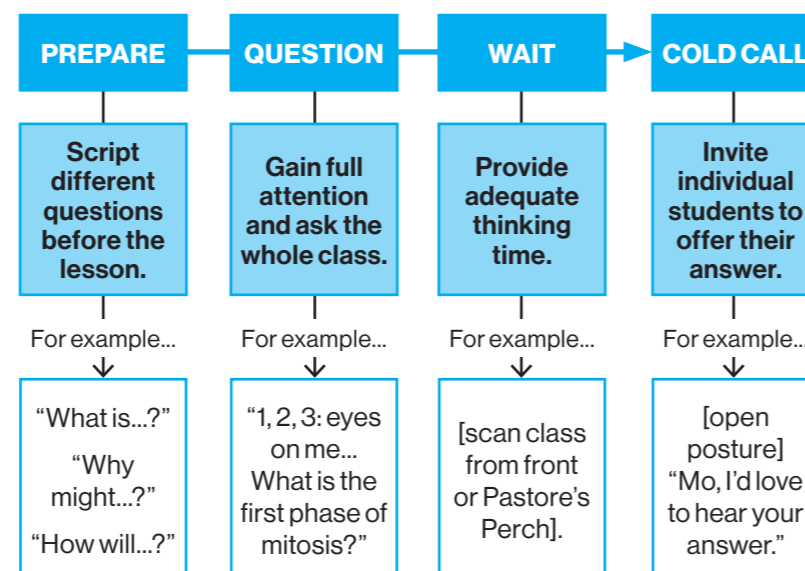 PREPARE
QUESTION
WAIT
COLD CALL
Script
different
questions
before the
lesson.
Gain full
attention
and ask the
whole class.
Provide
adequate
thinking
time.
Invite
individual
students to
offer their
answer.
For example...
For example...
For example...
For example...
“What is...?”
“Why
might...?”
“How will...?”
“1, 2, 3: eyes
on me...
What is the
first phase of
mitosis?”
[scan class
from front
or Pastore’s
Perch].
[open
posture]
“Mo, I’d love
to hear your
answer.”